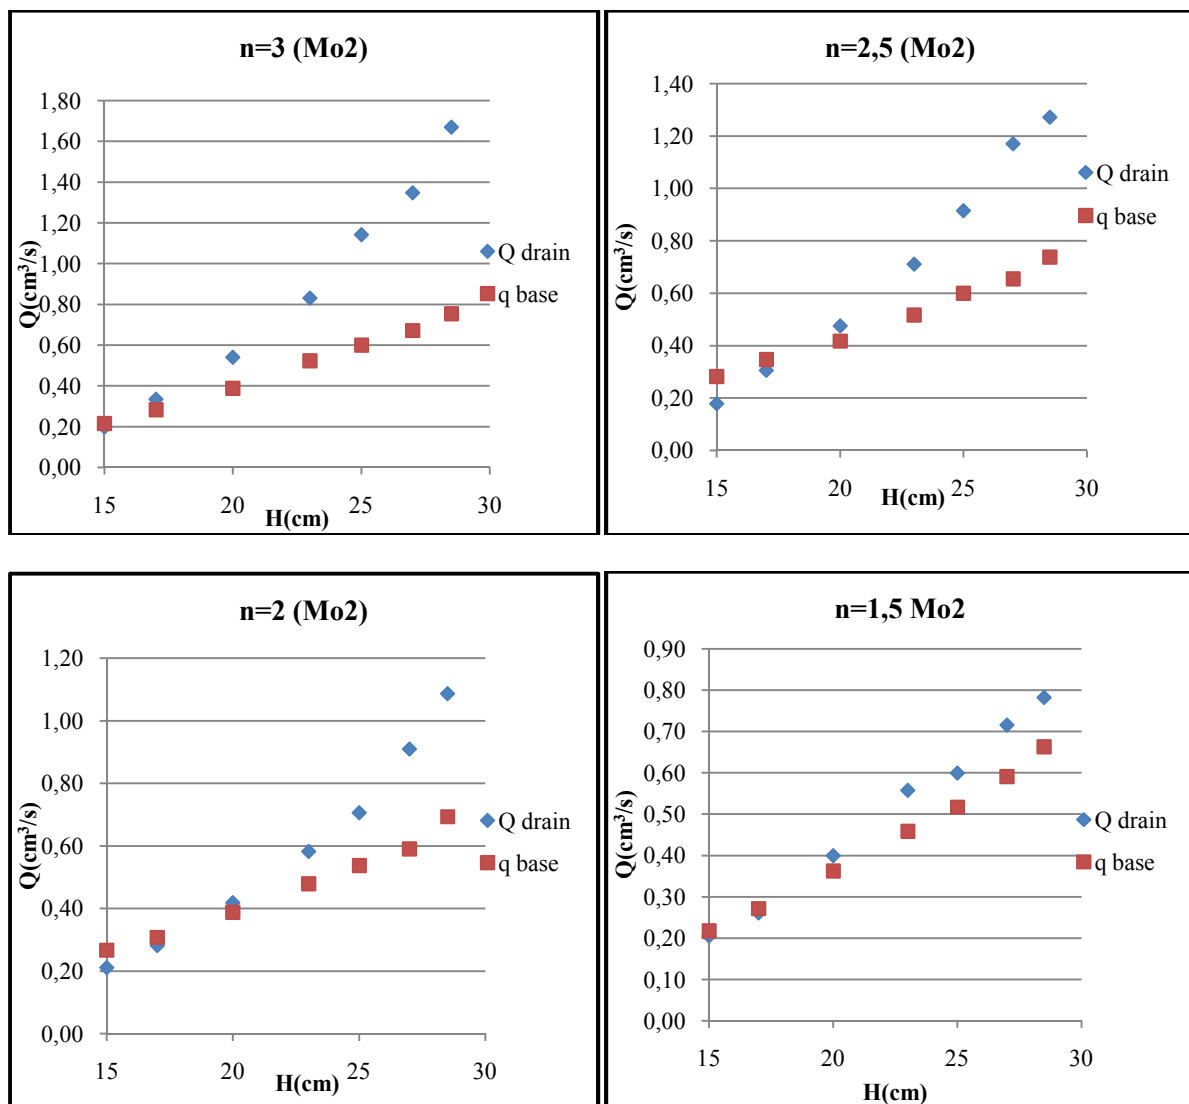 n=3 (Mo2)
1,80
1,60
1,40
1,20
1,00
0,80
0,60
0,40
0,20
0,00
Q(cm³/s)
15 20 25 30
H(cm)
Q drain
q base
n=2,5 (Mo2)
1,40
1,20
1,00
0,80
0,60
0,40
0,20
0,00
Q(cm³/s)
15 20 25 30
H(cm)
Q drain
q base
n=2 (Mo2)
1,20
1,00
0,80
0,60
0,40
0,20
0,00
Q(cm³/s)
15 20 25 30
H(cm)
Q drain
q base
n=1,5 Mo2
0,90
0,80
0,70
0,60
0,50
0,40
0,30
0,20
0,10
0,00
Q(cm³/s)
15 20 25 30
H(cm)
Q drain
q base